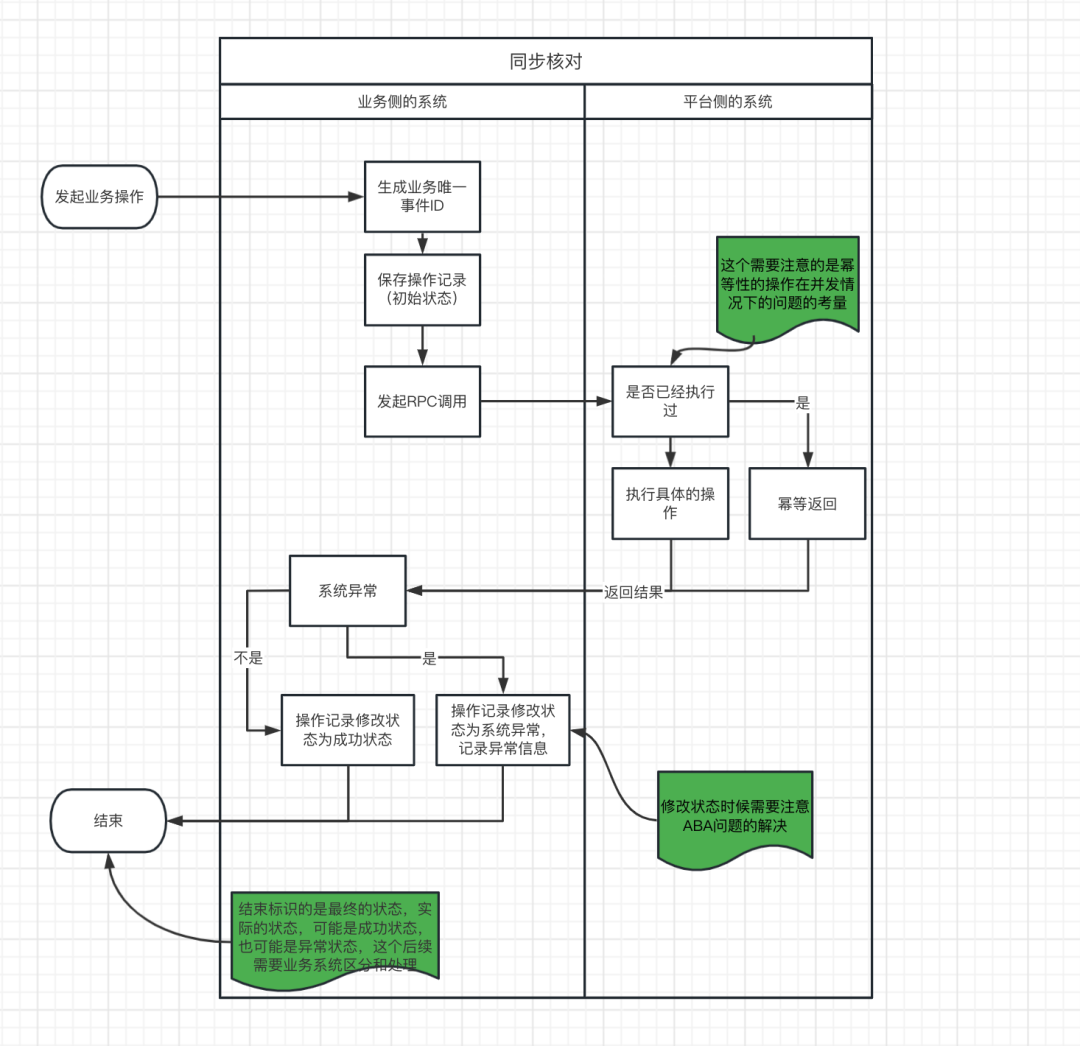 同步核对
业务侧的系统
平台侧的系统
发起业务操作
生成业务唯一
事件ID
保存操作记录
（初始状态）
这个需要注意的是幂
等性的操作在并发情
况下的问题的考量
发起RPC调用
是否已经执行
过
是
执行具体的操
作
幂等返回
返回结果
系统异常
不是
是
操作记录修改状
态为成功状态
操作记录修改状
态为系统异常，
记录异常信息
修改状态时候需要注意
ABA问题的解决
结束
结束标识的是最终的状态，实
际的状态，可能是成功状态，
也可能是异常状态，这个后续
需要业务系统区分和处理